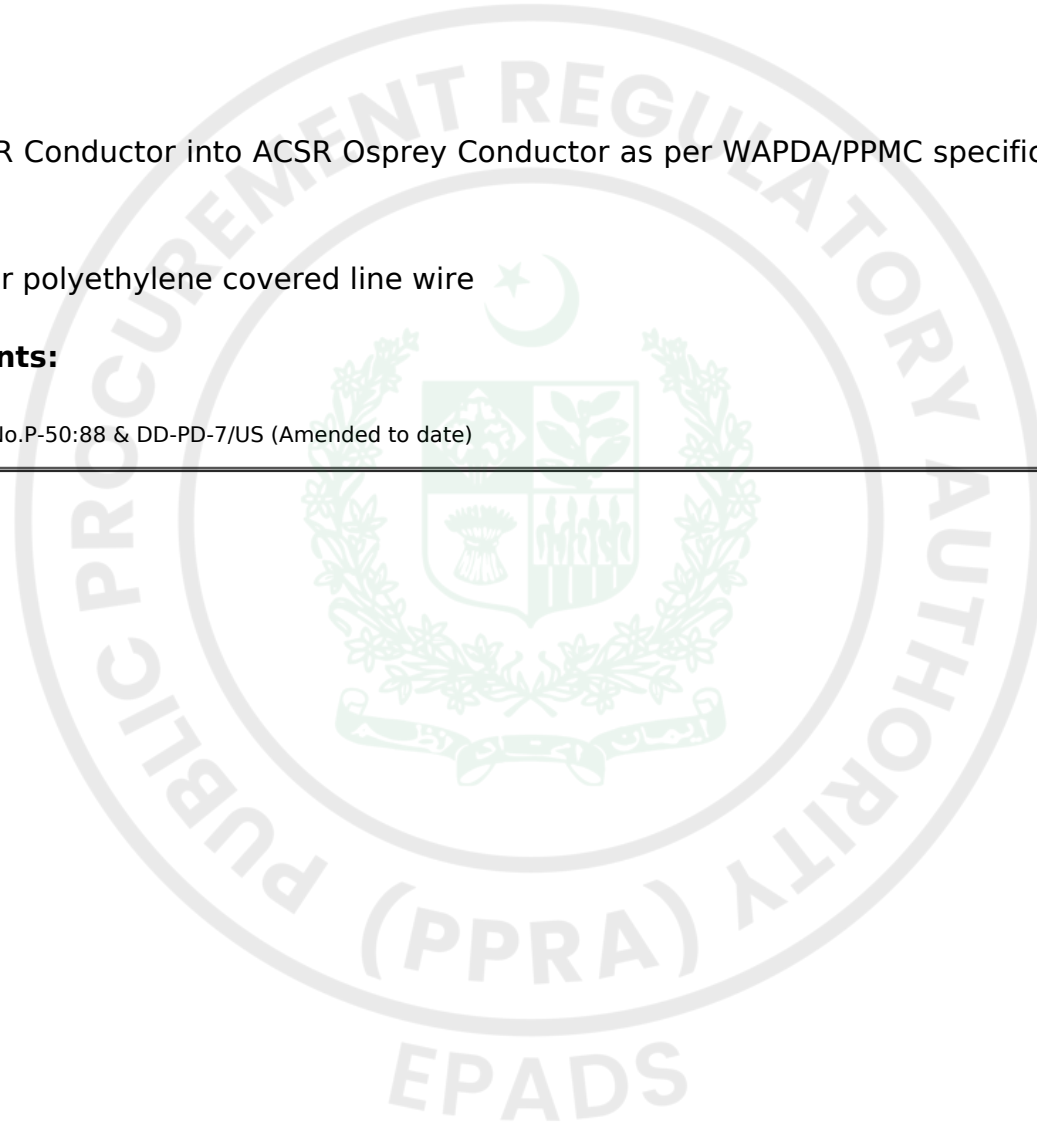 R Conductor into ACSR Osprey Conductor as per WAPDA/PPMC specific
r polyethylene covered line wire
nts:
No.P-50:88 & DD-PD-7/US (Amended to date)
PUBLIC PROCUREMENT REGULATORY AUTHORITY
(PPRA)
EPADS